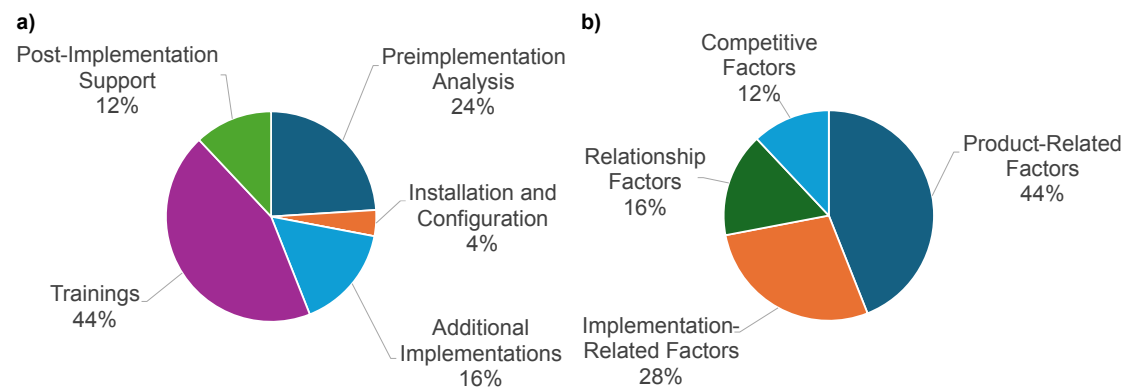 a)
Post-Implementation
Support
12%
Preimplementation
Analysis
24%
Installation and
Configuration
4%
Trainings
44%
Additional
Implementations
16%
b)
Competitive
Factors
12%
Product-Related
Factors
44%
Relationship
Factors
16%
Implementation-
Related Factors
28%